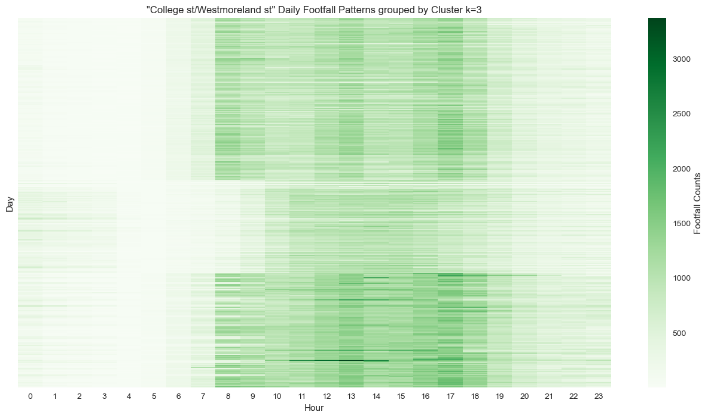 "College st/Westmoreland st" Daily Footfall Patterns grouped by Cluster k=3
Day
0 1 2 3 4 5 6 7 8 9 10 11 12 13 14 15 16 17 18 19 20 21 22 23
Hour
3000
2500
2000
1500
1000
500
Footfall Counts